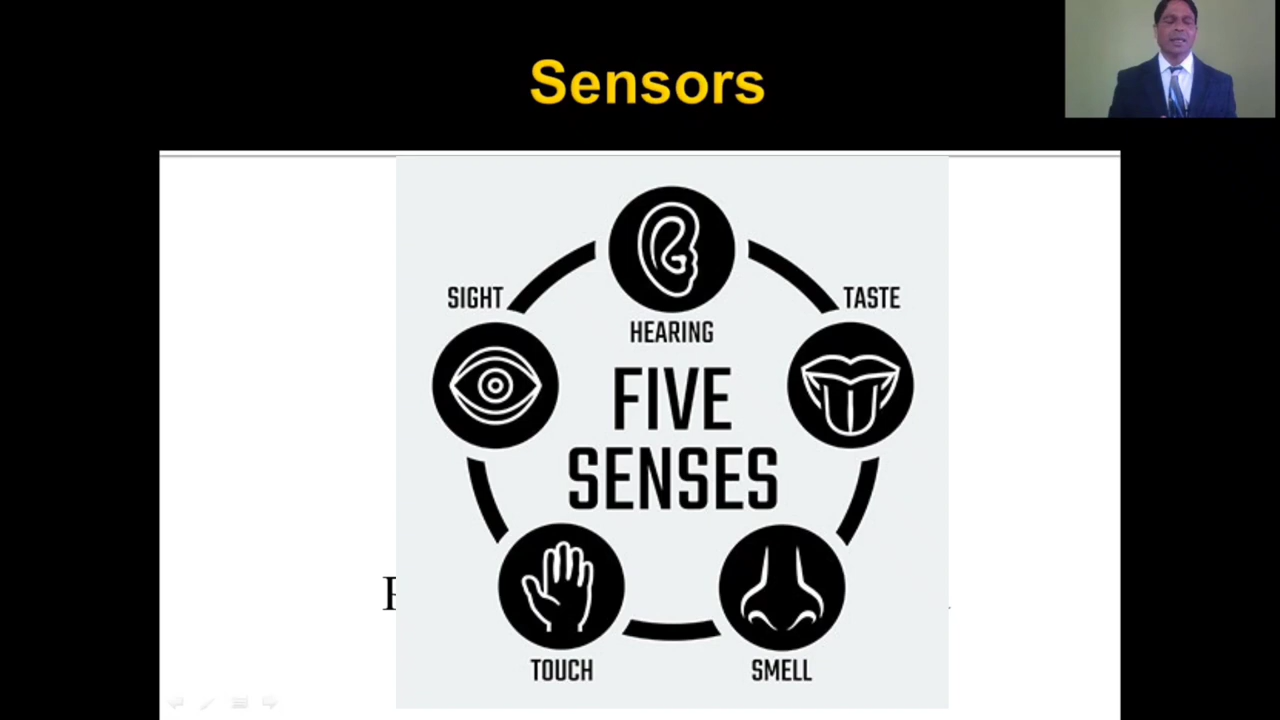 Sensors
SIGHT
TASTE
HEARING
FIVE
SENSES
TOUCH
SMELL